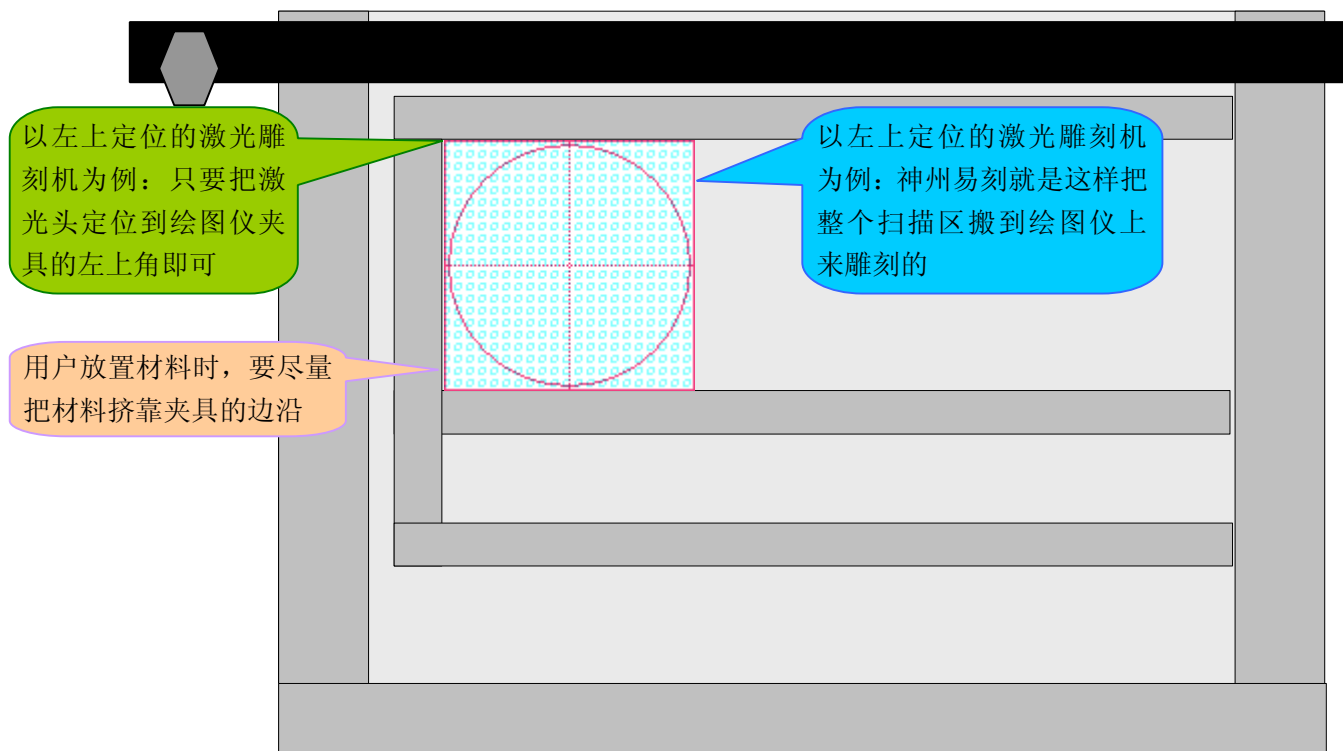 以左上定位的激光雕
刻机为例：只要把激
光头定位到绘图仪夹
具的左上角即可
以左上定位的激光雕刻机
为例：神州易刻就是这样把
整个扫描区搬到绘图仪上
来雕刻的
用户放置材料时，要尽量
把材料挤靠夹具的边沿